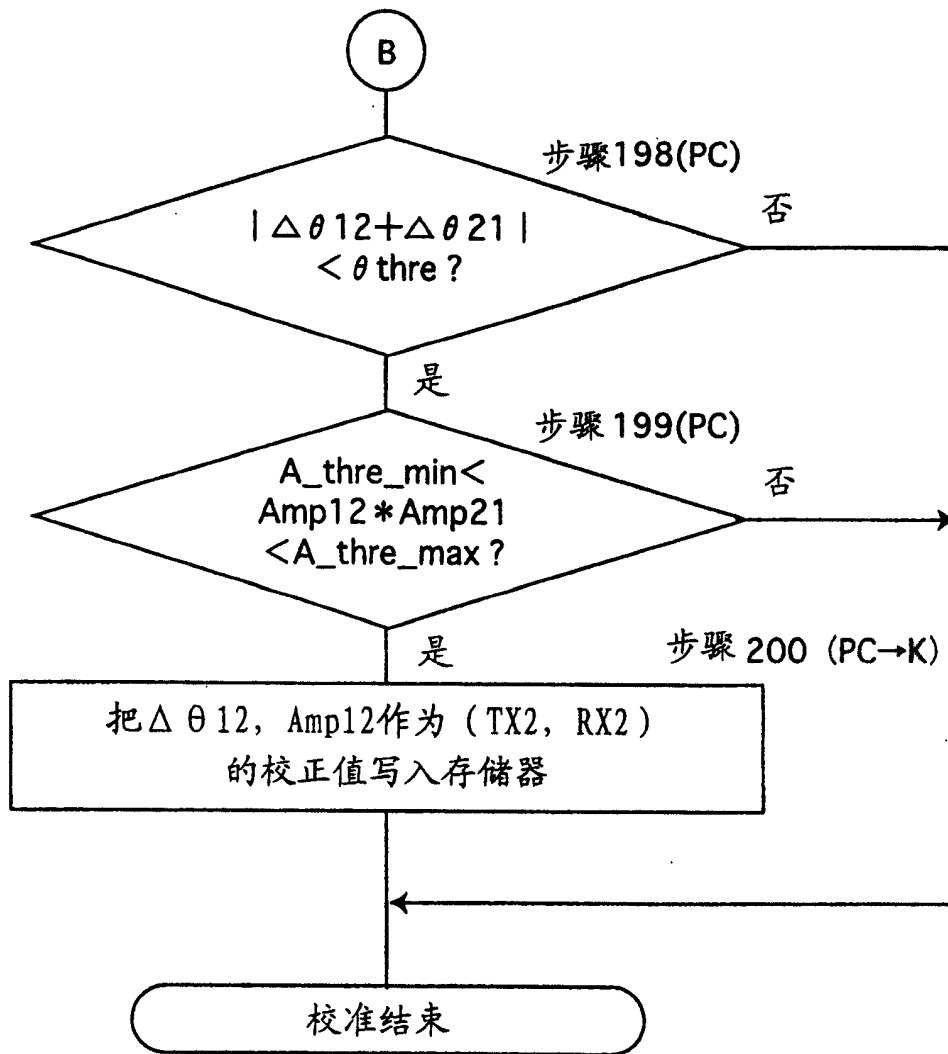 B
步骤198(PC)
否
|△θ12+△θ21|
<θthre?
是
步骤199(PC)
否
A_thre_min<
Amp12*Amp21
<A_thre_max?
是
步骤200 (PC→K)
把△θ12, Amp12作为(TX2, RX2)
的校正值写入存储器
校准结束